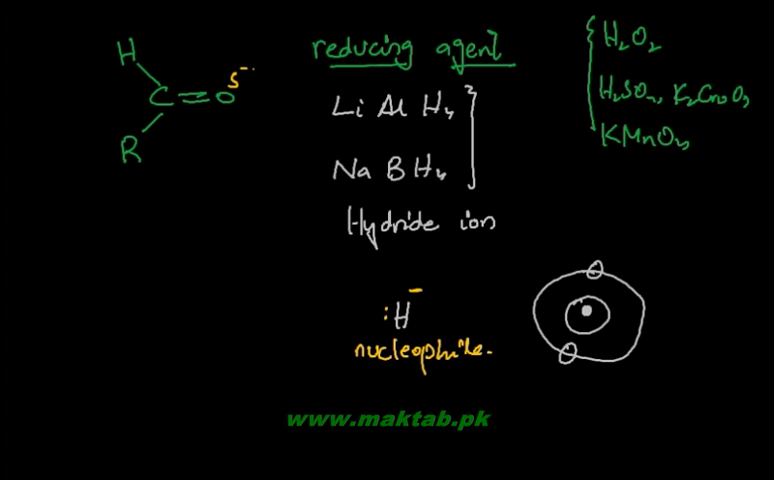 H
C=O
δ-
R
reducing agent
LiAlH₄
NaBH₄
Hydride ion
:H⁻
nucleophile.
H₂O₂
H₂SO₄, K₂Cr₂O₇
KMnO₄
www.maktab.pk